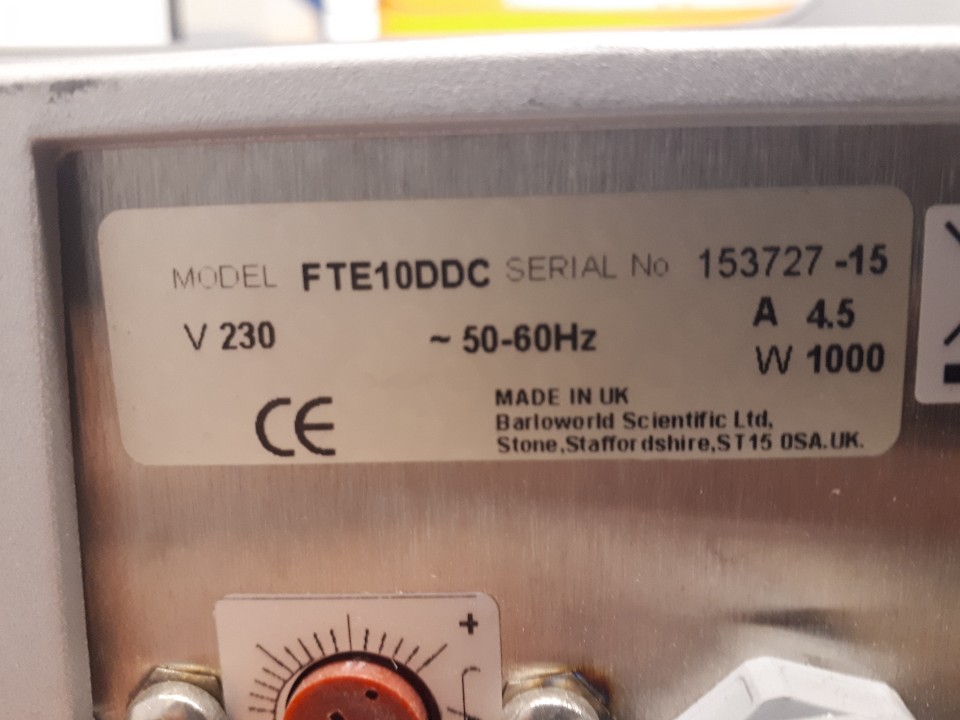 MODEL FTE10DDC SERIAL No 153727 -15
V 230 ~ 50-60Hz A 4.5
W 1000
CE MADE IN UK
Barloworld Scientific Ltd,
Stone,Staffordshire,ST15 0SA.UK.
+